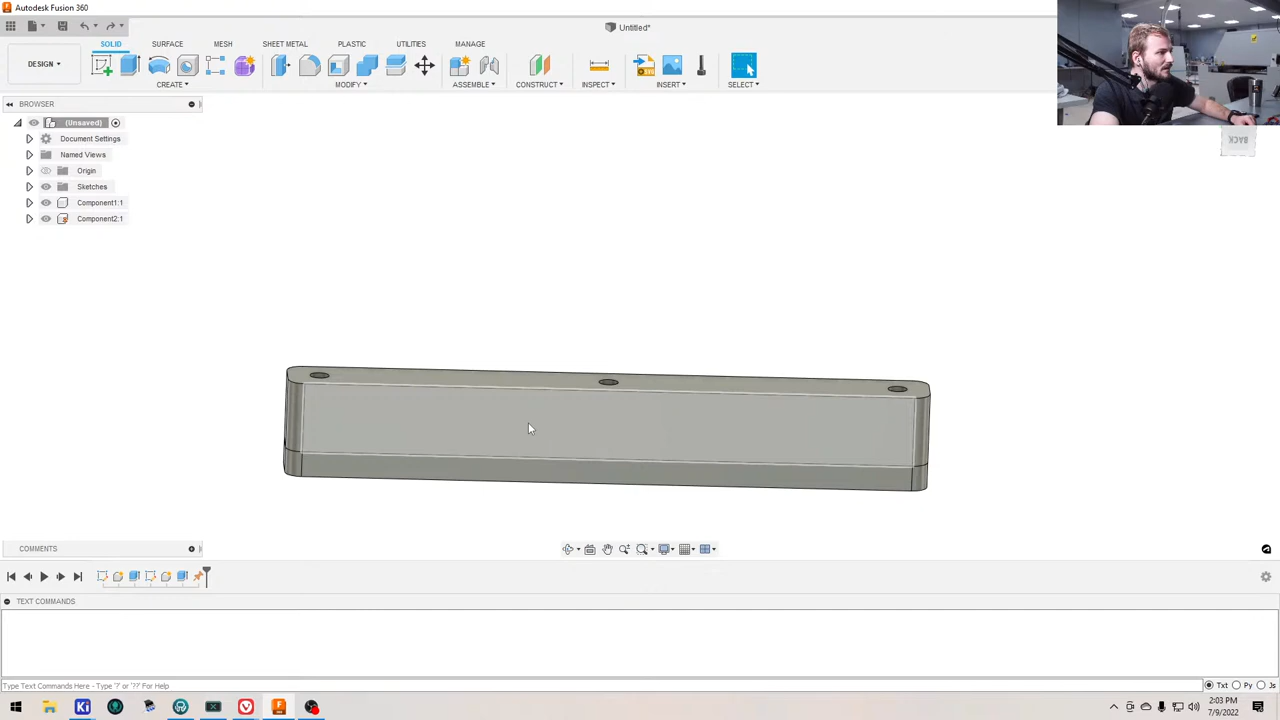 Autodesk Fusion 360
Untitled*
DESIGN
SOLID SURFACE MESH SHEET METAL PLASTIC UTILITIES MANAGE
CREATE MODIFY ASSEMBLE CONSTRUCT INSPECT INSERT SELECT
BROWSER
(Unsaved)
Document Settings
Named Views
Origin
Sketches
Component1:1
Component2:1
BACK
COMMENTS
TEXT COMMANDS
Type Text Commands Here - Type '?' or '??' For Help
Txt Py Js
2:03 PM
7/9/2022